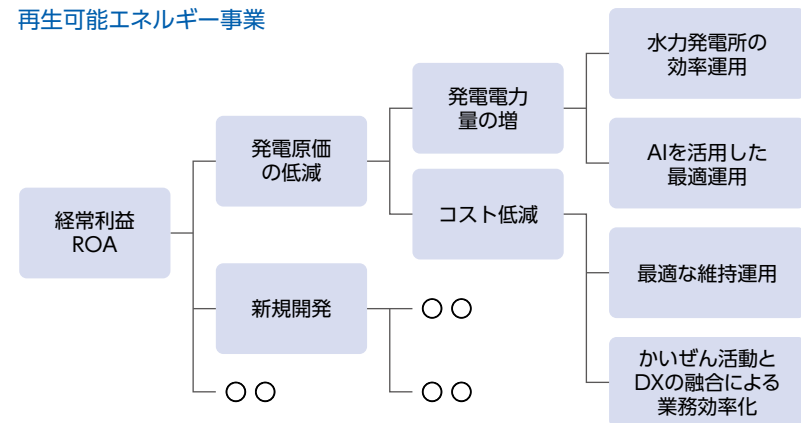 再生可能エネルギー事業
水力発電所の
効率運用
発電電力
量の増
発電原価
の低減
AIを活用した
最適運用
コスト低減
経常利益
ROA
最適な維持運用
新規開発
○○
かいぜん活動と
DXの融合による
業務効率化
○○
○○